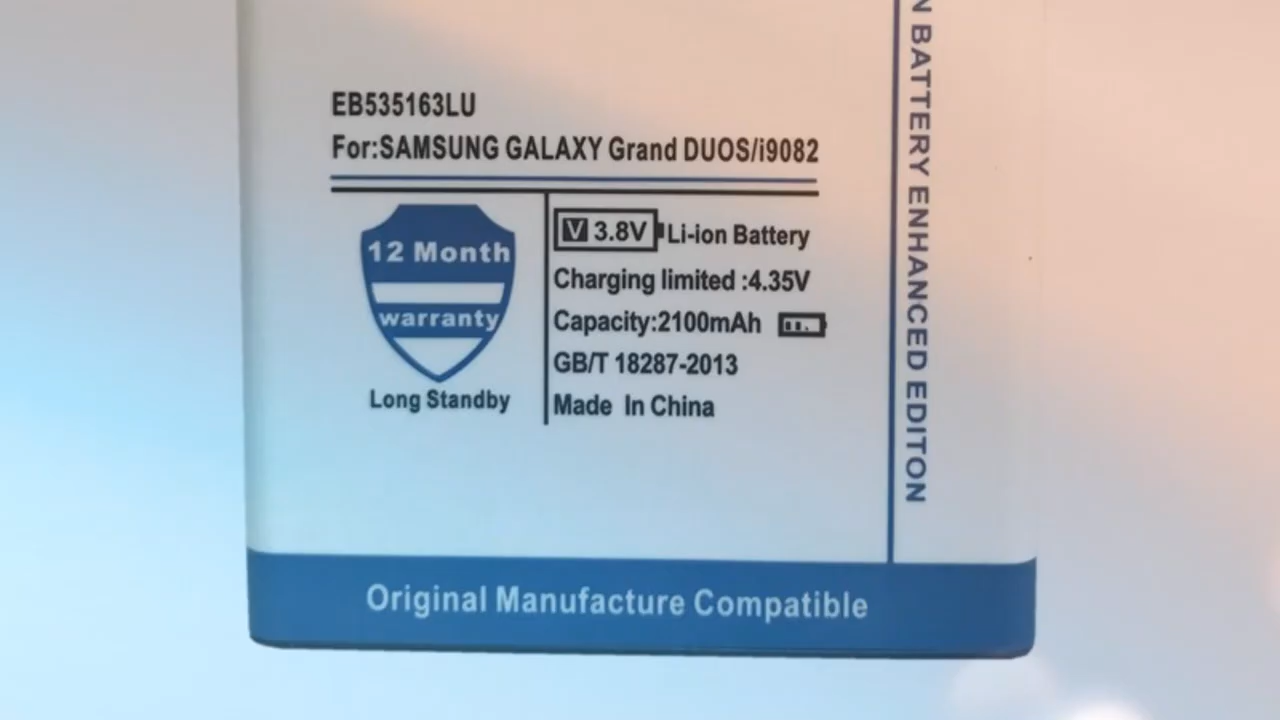 EB535163LU
For:SAMSUNG GALAXY Grand DUOS/i9082
12 Month
warranty
Long Standby
V 3.8V Li-ion Battery
Charging limited :4.35V
Capacity:2100mAh
GB/T 18287-2013
Made In China
BATTERY ENHANCED EDITON
Original Manufacture Compatible